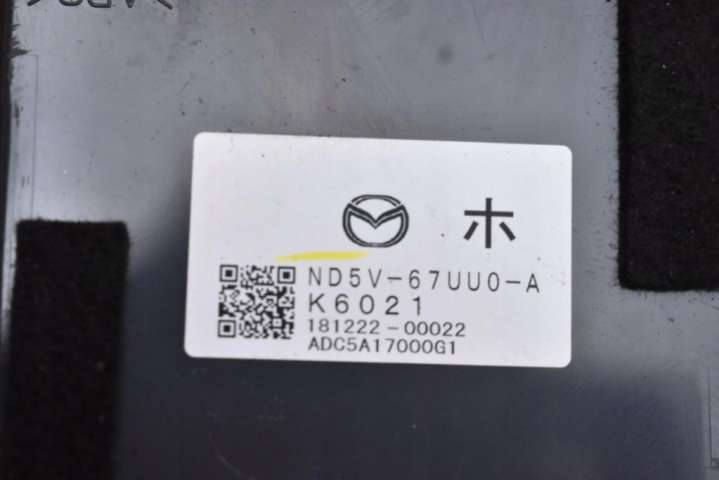 ホ
ND5V-67UU0-A
K6021
181222-00022
ADC5A17000G1